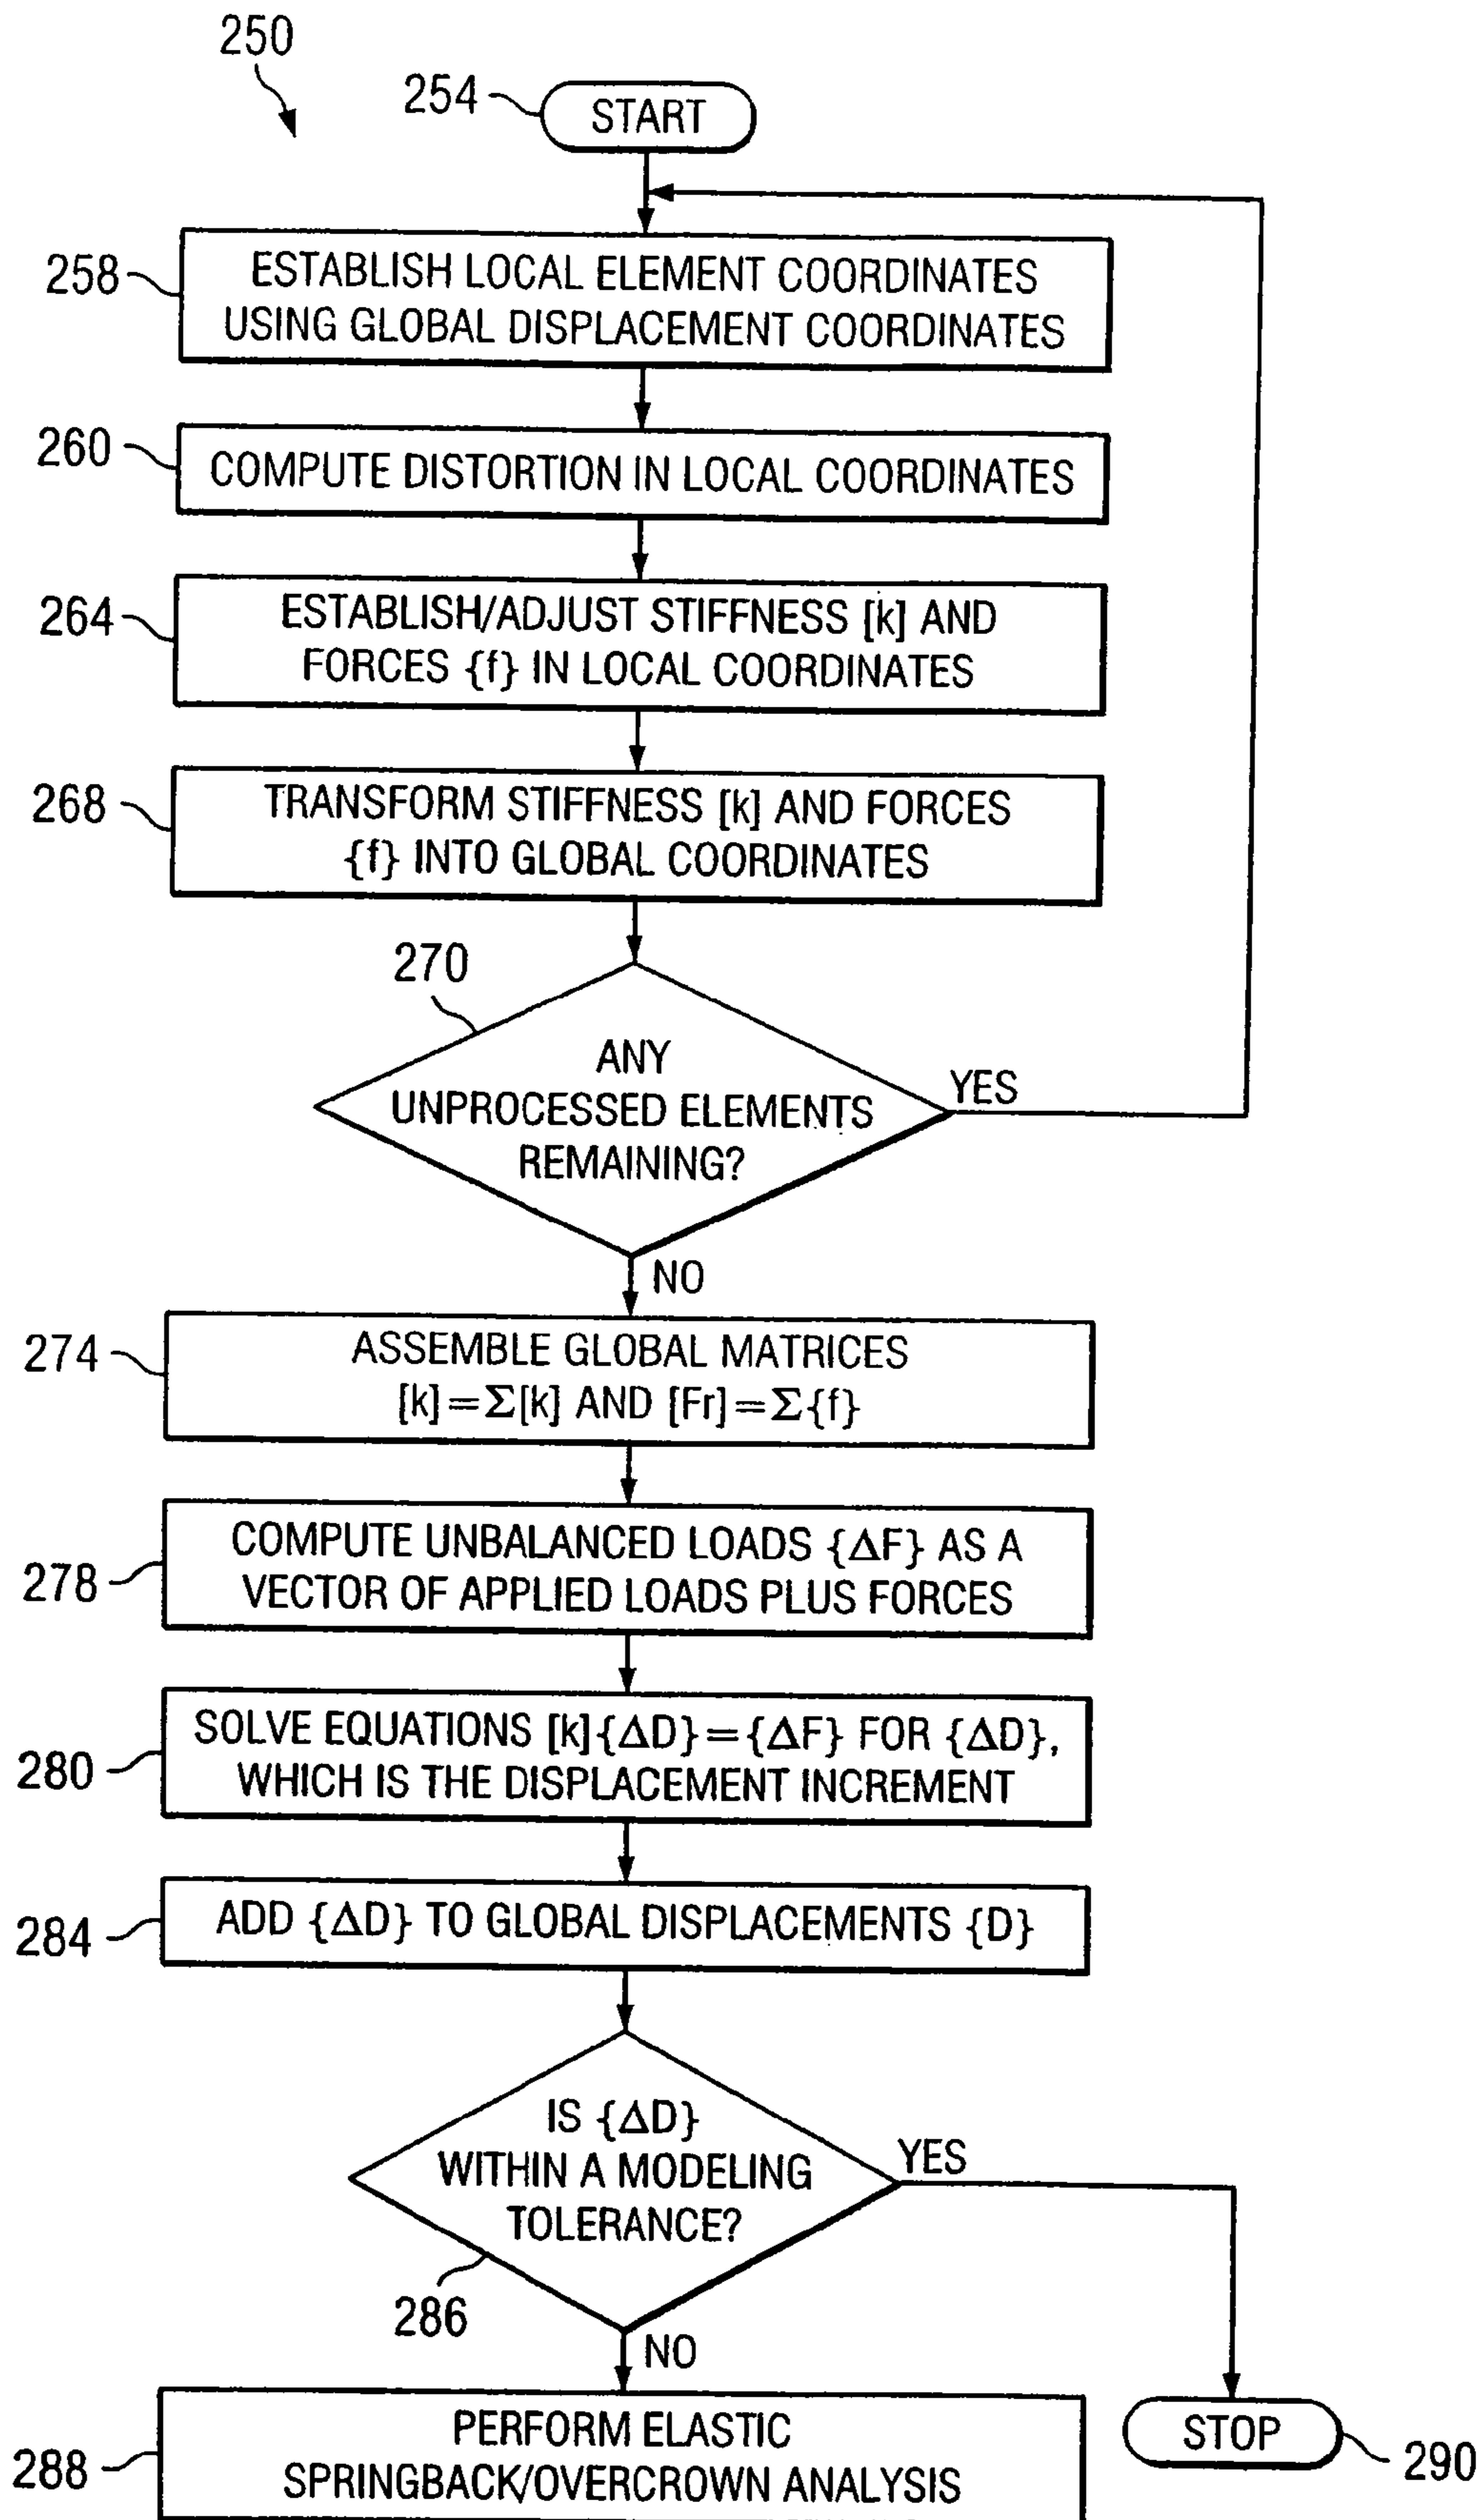 250
254
START
258
ESTABLISH LOCAL ELEMENT COORDINATES
USING GLOBAL DISPLACEMENT COORDINATES
260
COMPUTE DISTORTION IN LOCAL COORDINATES
264
ESTABLISH/ADJUST STIFFNESS [k] AND
FORCES {f} IN LOCAL COORDINATES
268
TRANSFORM STIFFNESS [k] AND FORCES
{f} INTO GLOBAL COORDINATES
270
ANY
UNPROCESSED ELEMENTS
REMAINING?
YES
NO
274
ASSEMBLE GLOBAL MATRICES
[k]=Σ[k] AND [Fr]=Σ{f}
278
COMPUTE UNBALANCED LOADS {ΔF} AS A
VECTOR OF APPLIED LOADS PLUS FORCES
280
SOLVE EQUATIONS [k]{ΔD}={ΔF} FOR {ΔD},
WHICH IS THE DISPLACEMENT INCREMENT
284
ADD {ΔD} TO GLOBAL DISPLACEMENTS {D}
IS {ΔD}
WITHIN A MODELING
TOLERANCE?
YES
286
NO
288
PERFORM ELASTIC
SPRINGBACK/OVERCROWN ANALYSIS
STOP
290